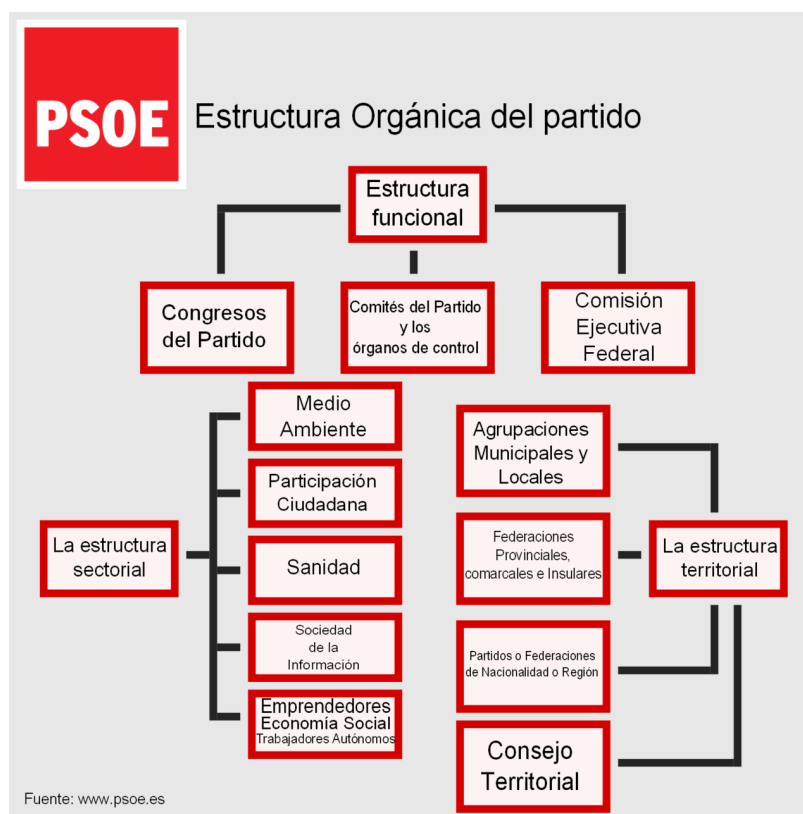 PSOE
Estructura Orgánica del partido
Estructura
funcional
Congresos
del Partido
Comités del Partido
y los
órganos de control
Comisión
Ejecutiva
Federal
La estructura
sectorial
Medio
Ambiente
Participación
Ciudadana
Sanidad
Sociedad
de la
Información
Emprendedores
Economía Social
Trabajadores Autónomos
Agrupaciones
Municipales y
Locales
Federaciones
Provinciales,
comarcales e Insulares
Partidos o Federaciones
de Nacionalidad o Región
Consejo
Territorial
La estructura
territorial
Fuente: www.psoe.es